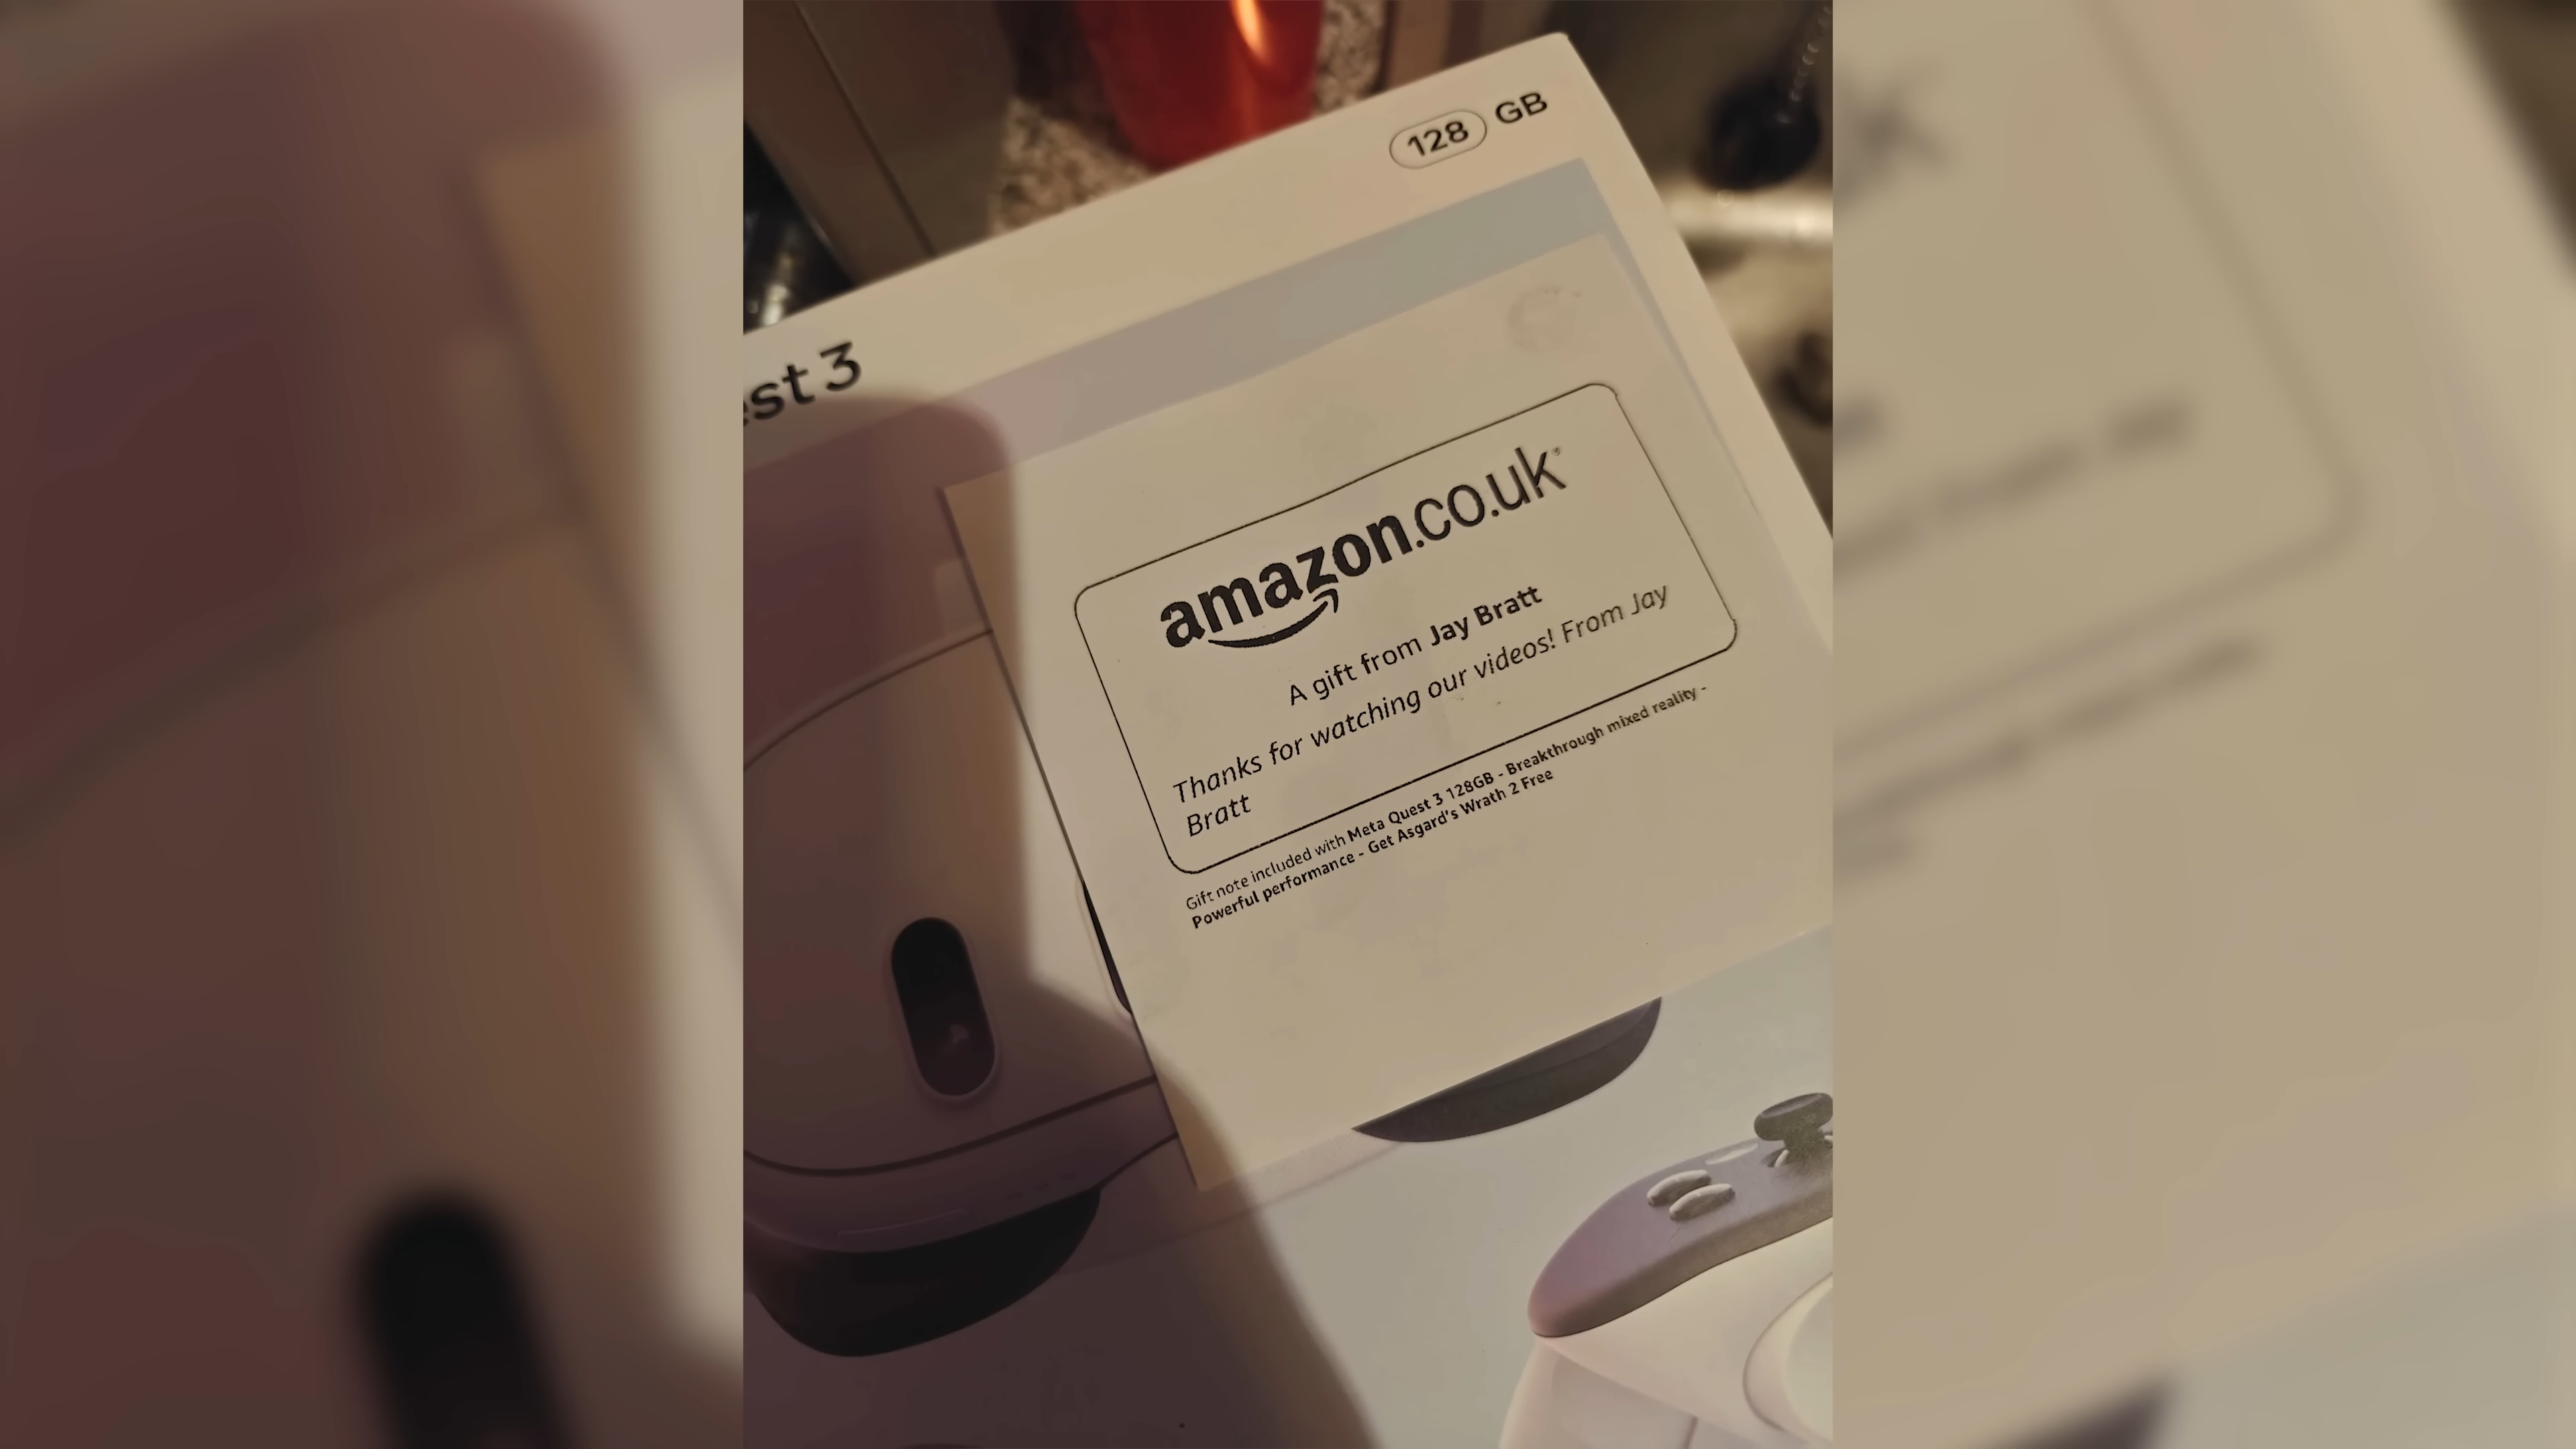 128 GB
est 3
amazon.co.uk
A gift from Jay Bratt
Thanks for watching our videos! From Jay
Bratt
Gift note included with Meta Quest 3 128GB - Breakthrough mixed reality -
Powerful performance - Get Asgard's Wrath 2 Free